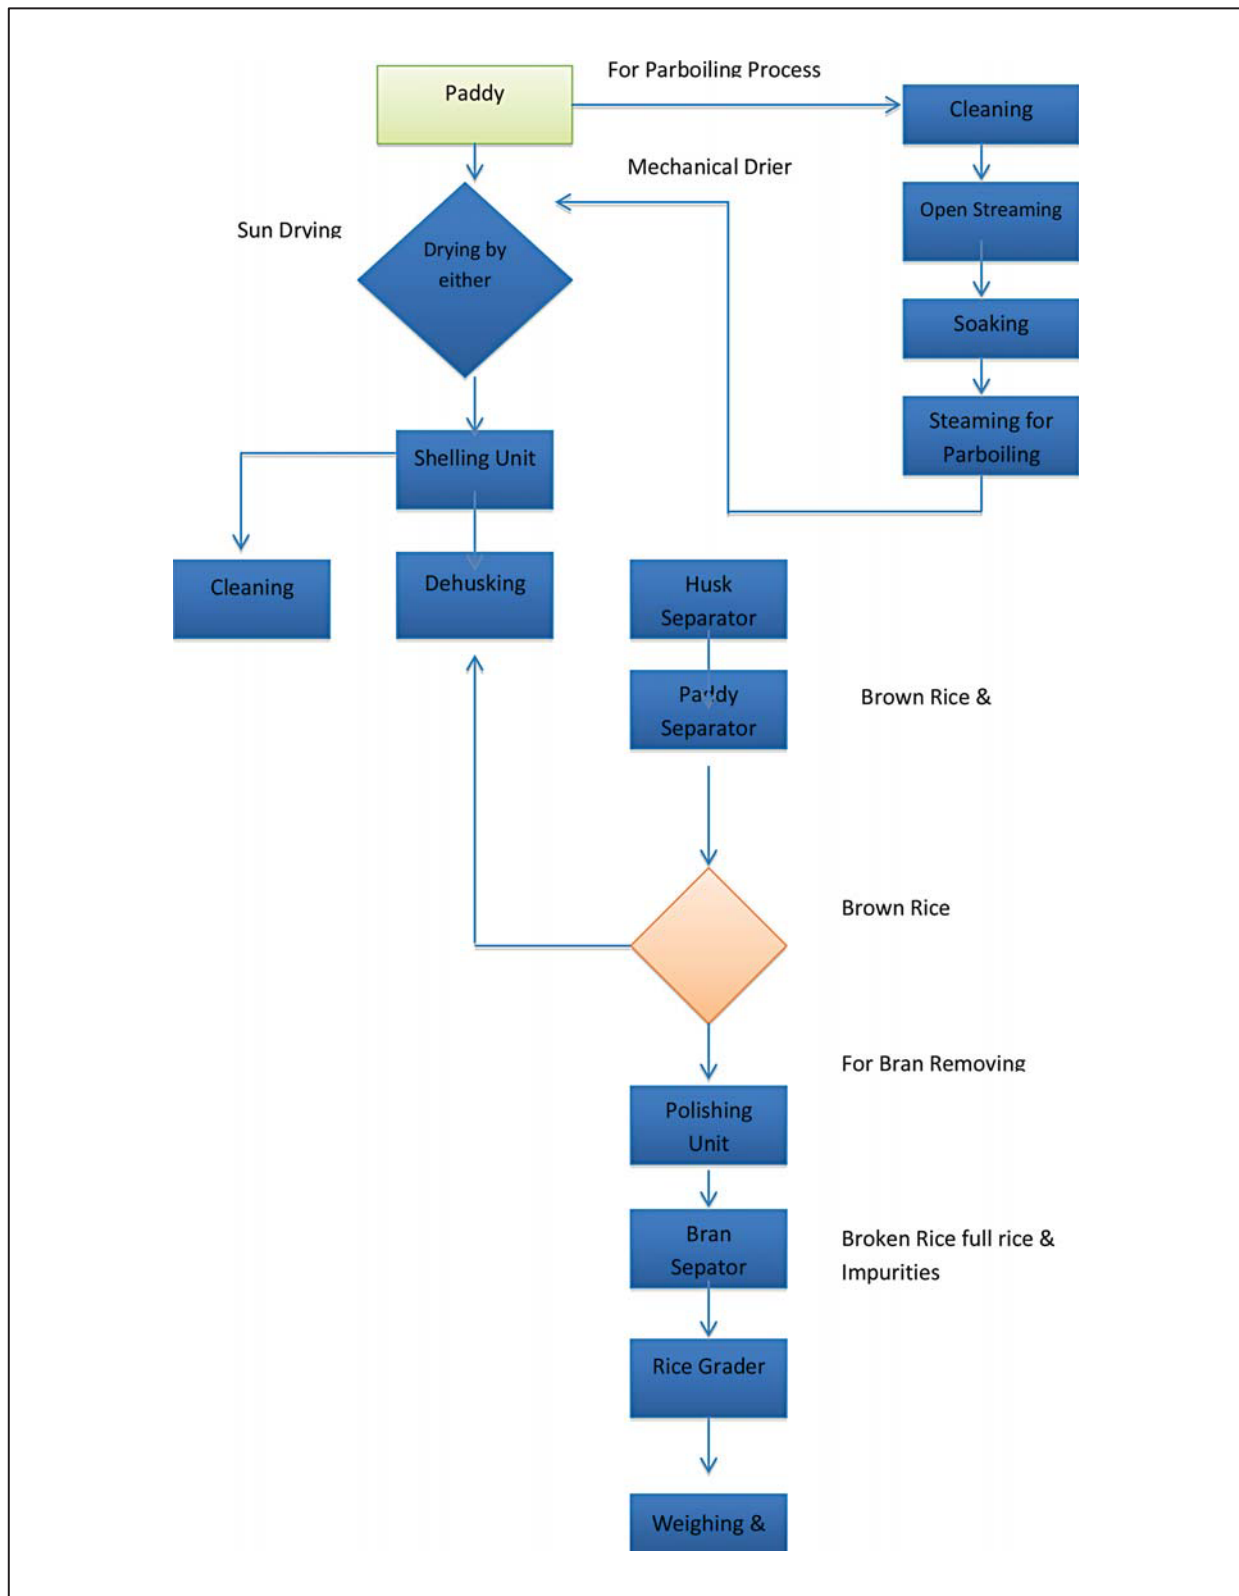 For Parboiling Process
Paddy
Cleaning
Mechanical Drier
Open Streaming
Sun Drying
Drying by
either
Soaking
Steaming for
Parboiling
Shelling Unit
Cleaning
Dehusking
Husk
Separator
Paddy
Separator
Brown Rice &
Brown Rice
For Bran Removing
Polishing
Unit
Bran
Sepator
Broken Rice full rice &
Impurities
Rice Grader
Weighing &